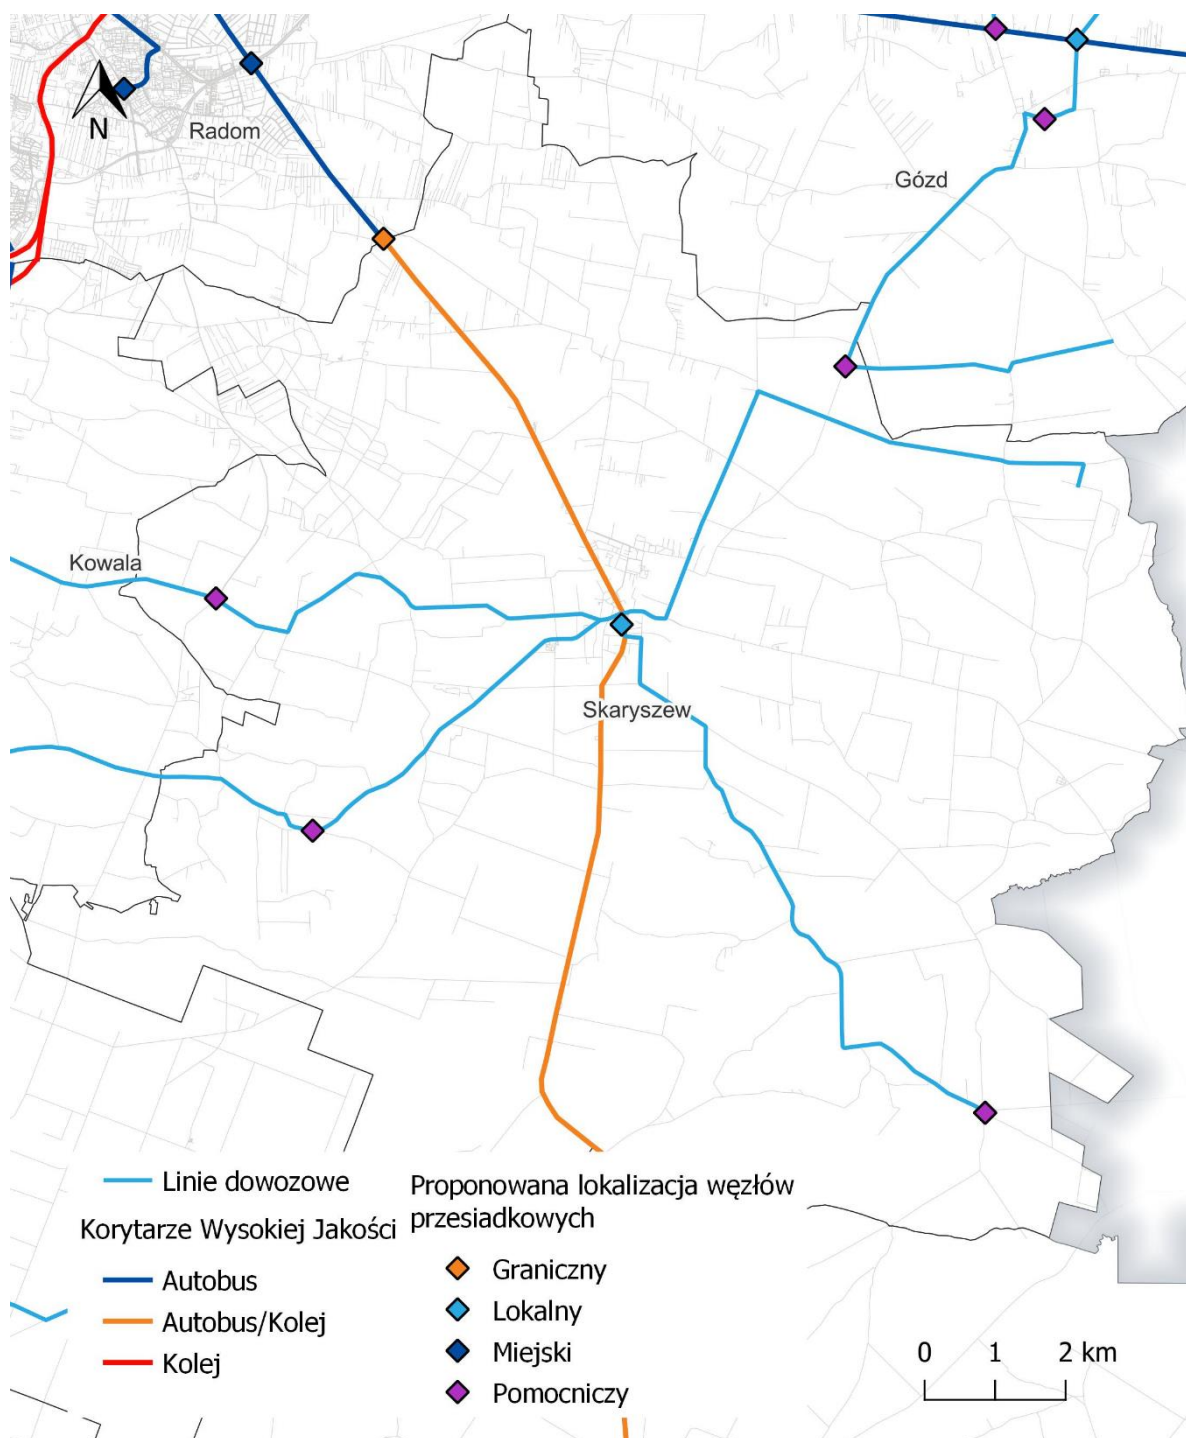 N
Radom
Gózd
Kowala
Skaryszew
Linie dowozowe
Korytarze Wysokiej Jakości
Autobus
Autobus/Kolej
Kolej
Proponowana lokalizacja węzłów
przesiadkowych
Graniczny
Lokalny
Miejski
Pomocniczy
0 1 2 km